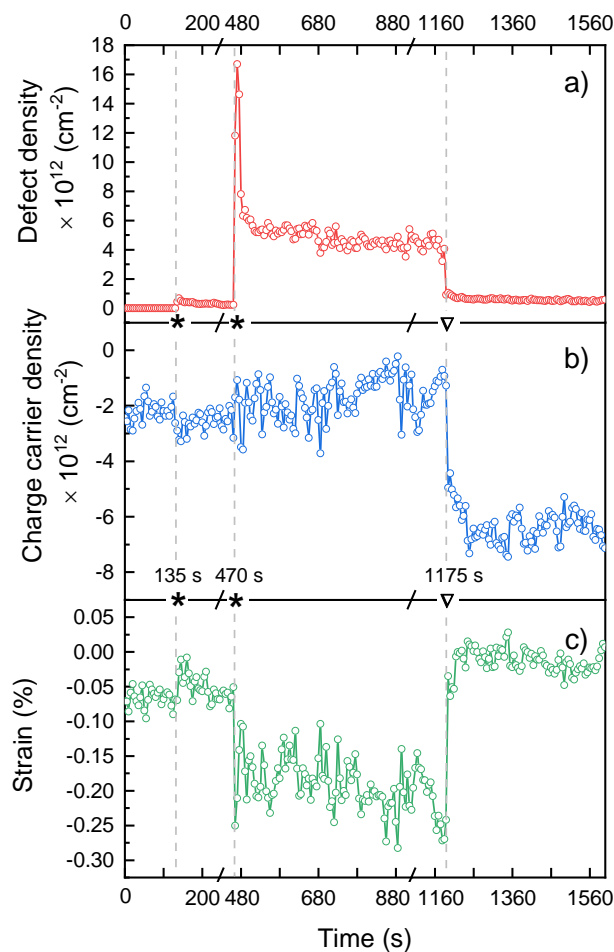 0 200 480 680 880 1160 1360 1560
18
16
14
12
10
8
6
4
2
0
Defect density
× 10¹² (cm⁻²)
a)
* *
0
-2
-4
-6
-8
Charge carrier density
× 10¹² (cm⁻²)
b)
135 s 470 s 1175 s
* *
0.05
0.00
-0.05
-0.10
-0.15
-0.20
-0.25
-0.30
Strain (%)
c)
0 200 480 680 880 1160 1360 1560
Time (s)